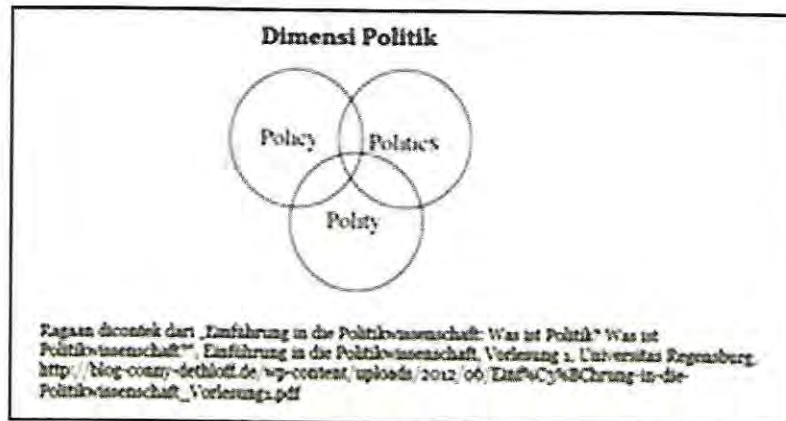 Dimensi Politik
Policy
Politics
Polity
Ragaan dicontek dari „Einführung in die Politikwissenschaft: Was ist Politik? Was ist
Politikwissenschaft?", Einführung in die Politikwissenschaft, Vorlesung 1, Universitas Regensburg,
http://blog-conny-dethloff.de/wp-content/uploads/2012/06/Einf%C3%BChrung-in-die-
Politikwissenschaft_Vorlesung1.pdf